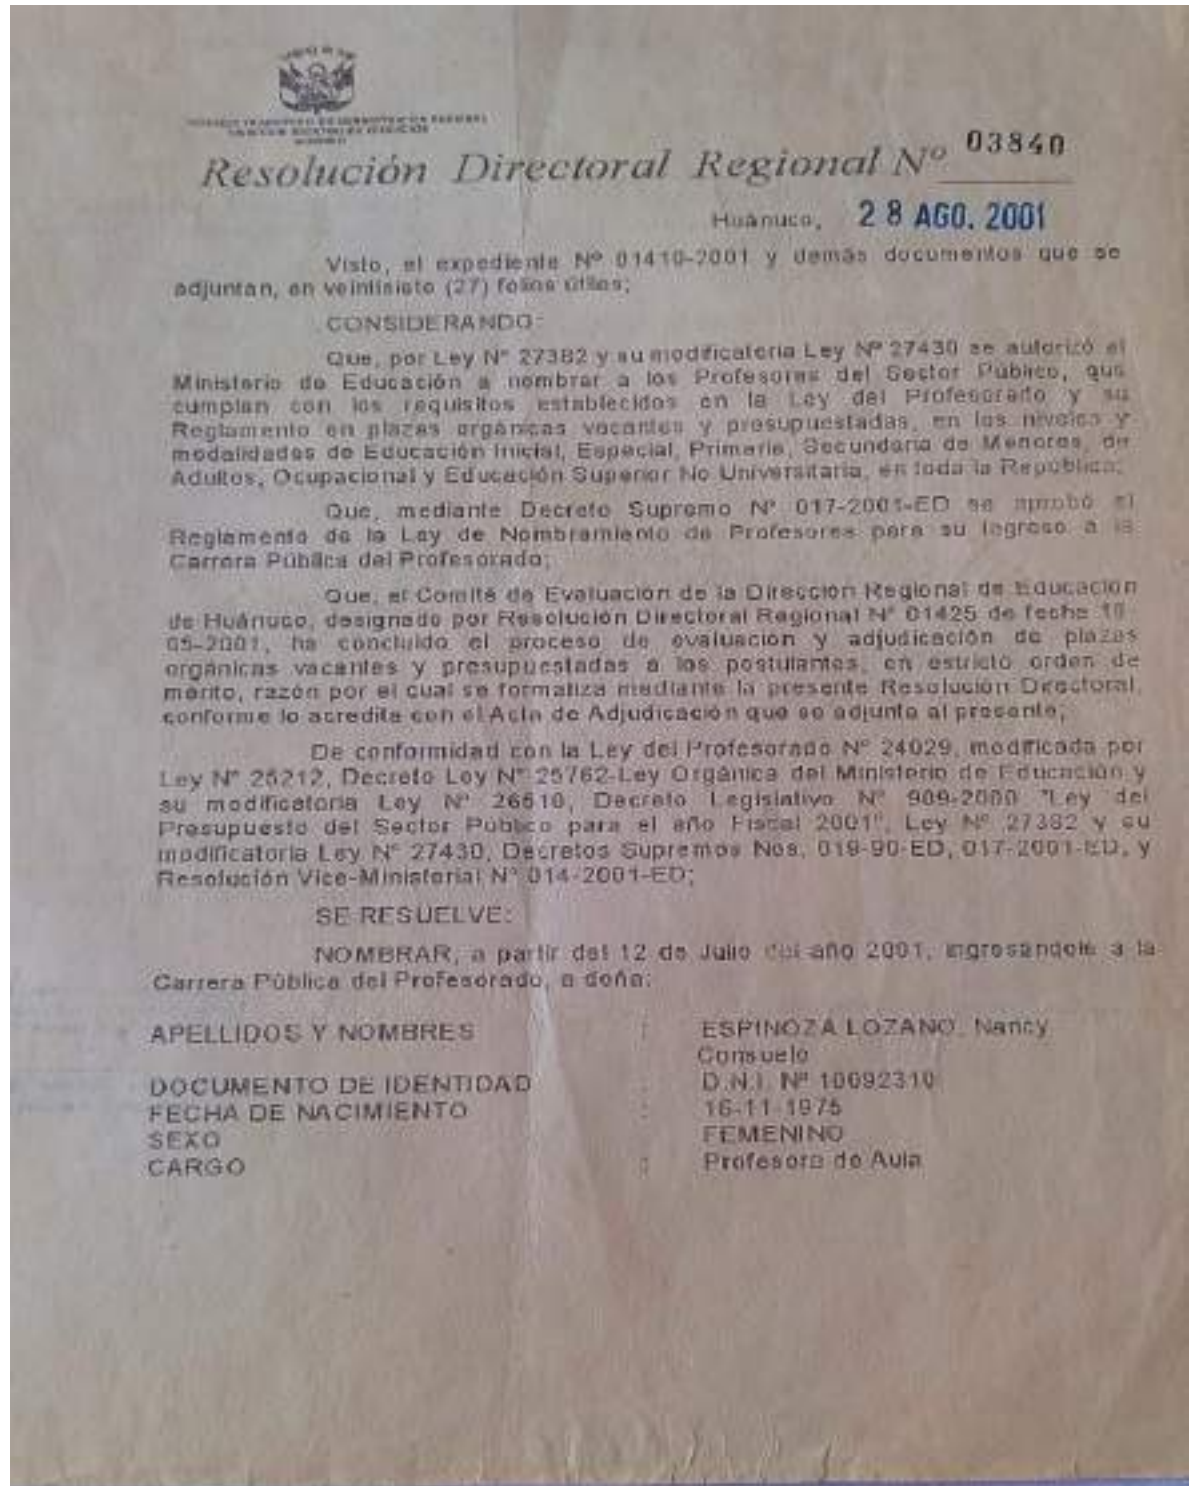 Resolución Directoral Regional Nº 03840
Huánuco, 28 AGO. 2001
Visto, el expediente Nº 01410-2001 y demás documentos que se
adjuntan, en veintisiete (27) folios útiles;
CONSIDERANDO:
Que, por Ley N° 27382 y su modificatoria Ley Nº 27430 se autorizó al
Ministerio de Educación a nombrar a los Profesores del Sector Público, que
cumplan con los requisitos establecidos en la Ley del Profesorado y su
Reglamento en plazas orgánicas vacantes y presupuestadas, en los niveles y
modalidades de Educación Inicial, Especial, Primaria, Secundaria de Menores, de
Adultos, Ocupacional y Educación Superior No Universitaria, en toda la República;
Que, mediante Decreto Supremo N° 017-2001-ED se aprobó el
Reglamento de la Ley de Nombramiento de Profesores para su ingreso a la
Carrera Pública del Profesorado;
Que, el Comité de Evaluación de la Dirección Regional de Educación
de Huánuco, designado por Resolución Directoral Regional N° 01425 de fecha
05-2001, ha concluido el proceso de evaluación y adjudicación de plazas
orgánicas vacantes y presupuestadas a los postulantes, en estricto orden de
mérito, razón por el cual se formaliza mediante la presente Resolución Directoral,
conforme lo acredita con el Acta de Adjudicación que se adjunta al presente;
De conformidad con la Ley del Profesorado Nº 24029, modificada por
Ley N° 25212, Decreto Ley N° 25762-Ley Orgánica del Ministerio de Educación y
su modificatoria Ley N° 26510, Decreto Legislativo N° 909-2000 "Ley del
Presupuesto del Sector Público para el año Fiscal 2001", Ley Nº 27382 y su
modificatoria Ley N° 27430, Decretos Supremos Nos. 019-90-ED, 017-2001-ED, y
Resolución Vice-Ministerial N° 014-2001-ED;
SE RESUELVE:
NOMBRAR, a partir del 12 de Julio del año 2001, ingresándole a la
Carrera Pública del Profesorado, a doña:
APELLIDOS Y NOMBRES : ESPINOZA LOZANO, Nancy
Consuelo
DOCUMENTO DE IDENTIDAD : D.N.I. Nº 10092310
FECHA DE NACIMIENTO : 16-11-1975
SEXO FEMENINO
CARGO : Profesora de Aula